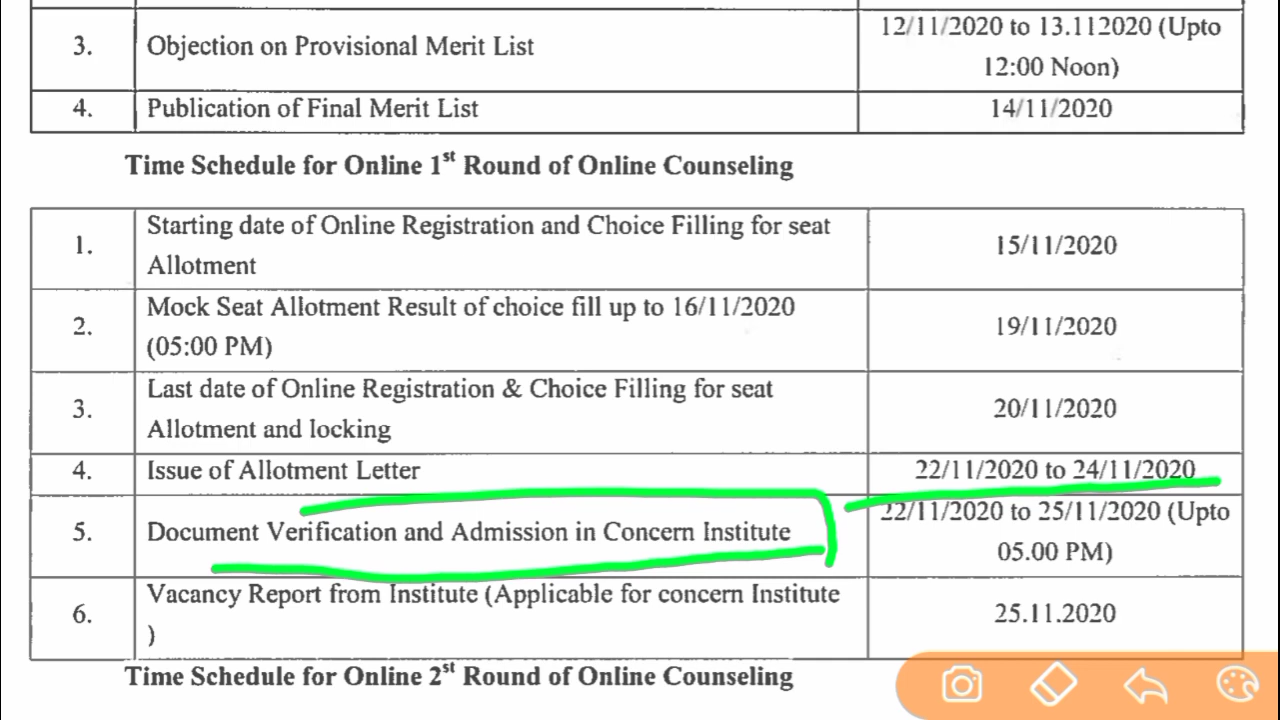 3. Objection on Provisional Merit List 12/11/2020 to 13.112020 (Upto
12:00 Noon)
4. Publication of Final Merit List 14/11/2020
Time Schedule for Online 1st Round of Online Counseling
1. Starting date of Online Registration and Choice Filling for seat
Allotment 15/11/2020
2. Mock Seat Allotment Result of choice fill up to 16/11/2020
(05:00 PM) 19/11/2020
3. Last date of Online Registration & Choice Filling for seat
Allotment and locking 20/11/2020
4. Issue of Allotment Letter 22/11/2020 to 24/11/2020
5. Document Verification and Admission in Concern Institute 22/11/2020 to 25/11/2020 (Upto
05.00 PM)
6. Vacancy Report from Institute (Applicable for concern Institute
) 25.11.2020
Time Schedule for Online 2st Round of Online Counseling